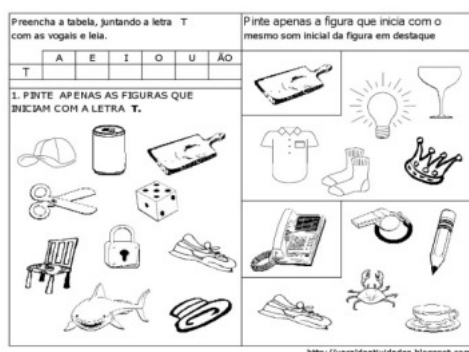 Preencha a tabela, juntando a letra T
com as vogais e leia.
A E I O U ÃO
T
1. PINTE APENAS AS FIGURAS QUE
INICIAM COM A LETRA T.
Pinte apenas a figura que inicia com o
mesmo som inicial da figura em destaque